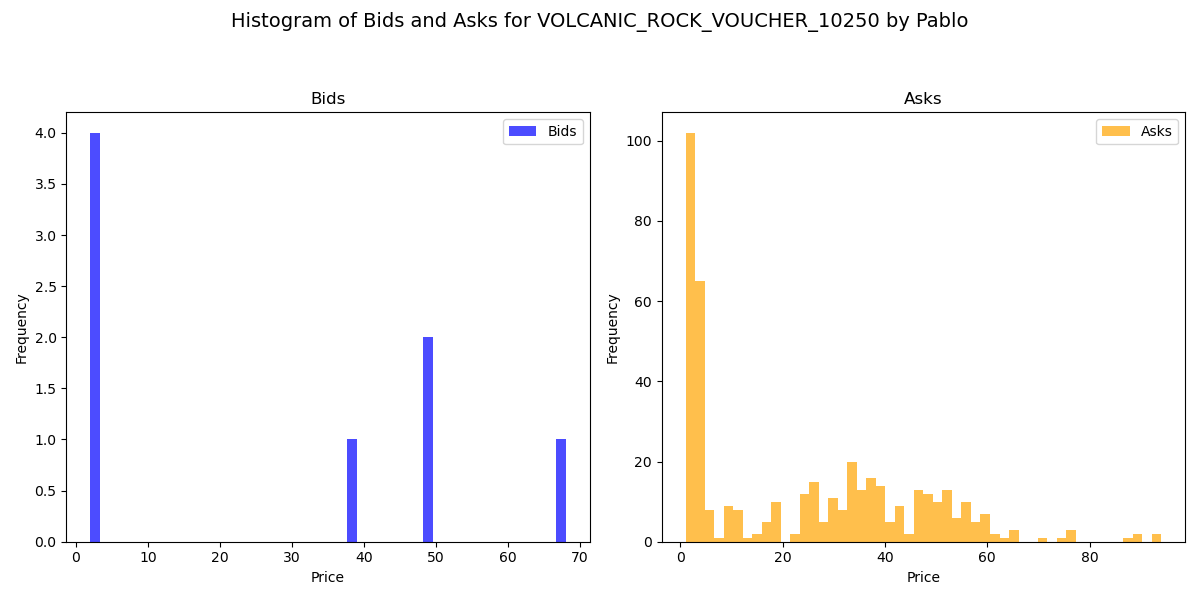 Histogram of Bids and Asks for VOLCANIC_ROCK_VOUCHER_10250 by Pablo
Bids
Bids
4.0
3.5
3.0
2.5
2.0
1.5
1.0
0.5
0.0
Frequency
0 10 20 30 40 50 60 70
Price
Asks
Asks
100
80
60
40
20
0
Frequency
0 20 40 60 80
Price